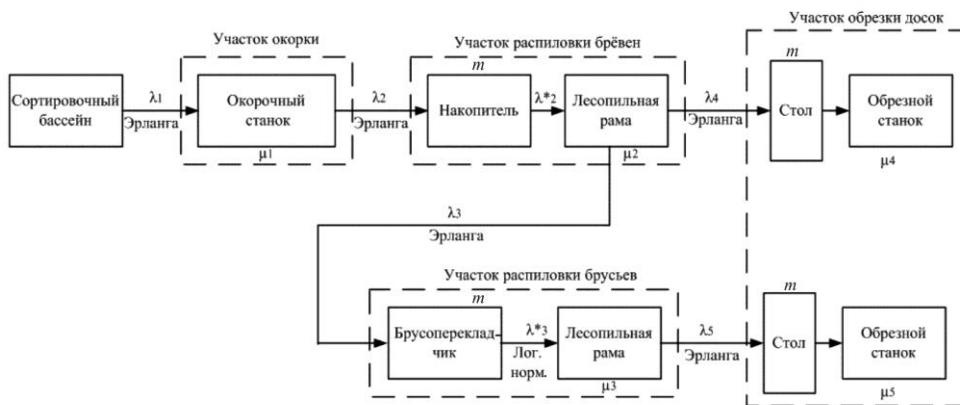 Участок обрезки досок
Участок окорки
Участок распиловки брёвен
m
m
Сортировочный
бассейн
λ1
Эрланга
Окорочный
станок
μ1
λ2
Эрланга
Накопитель
λ*2
Лесопильная
рама
μ2
λ4
Эрланга
Стол
Обрезной
станок
μ4
λ3
Эрланга
Участок распиловки брусьев
m
m
Брусоперекладчик
λ*3
Лог.
норм.
Лесопильная
рама
μ3
λ5
Эрланга
Стол
Обрезной
станок
μ5